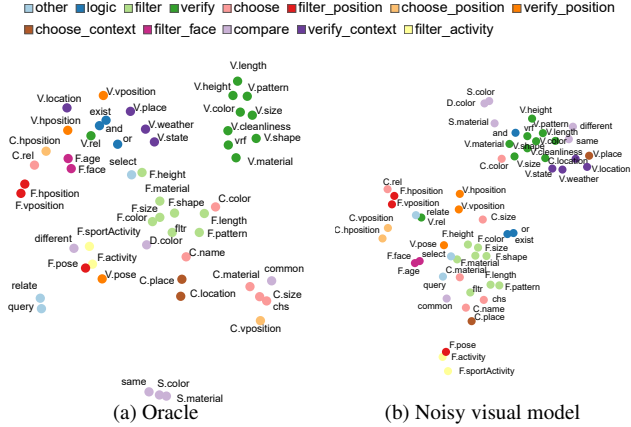 other logic filter verify choose filter_position choose_position verify_position
choose_context filter_face compare verify_context filter_activity
V.length
V.height V.pattern
V.location V.vposition
exist V.place V.color V.size
V.hposition and V.weather V.cleanliness
C.hposition V.rel or V.state vrf V.shape
C.rel F.age select V.material
F.face F.height
F.hposition F.material
F.vposition F.size F.shape C.color
F.color F.length
F.sportActivity fltr F.pattern
different D.color
F.activity C.name
F.pose V.pose C.place C.material common
relate C.location C.size
query chs
C.vposition
same S.color
S.material
(a) Oracle
S.color
D.color
V.height
S.material and vrf V.pattern V.length different
V.material V.shape V.color same
C.color V.cleanliness V.place
V.size C.location
V.state V.weather V.location
C.rel F.hposition V.hposition
F.vposition
C.vposition relate V.vposition
C.hposition V.rel C.size
or
V.pose F.height F.color exist
F.face select F.size
F.age F.material F.shape
query C.material F.length
fltr F.pattern
common chs
C.name
C.place
F.pose
F.activity
F.sportActivity
(b) Noisy visual model